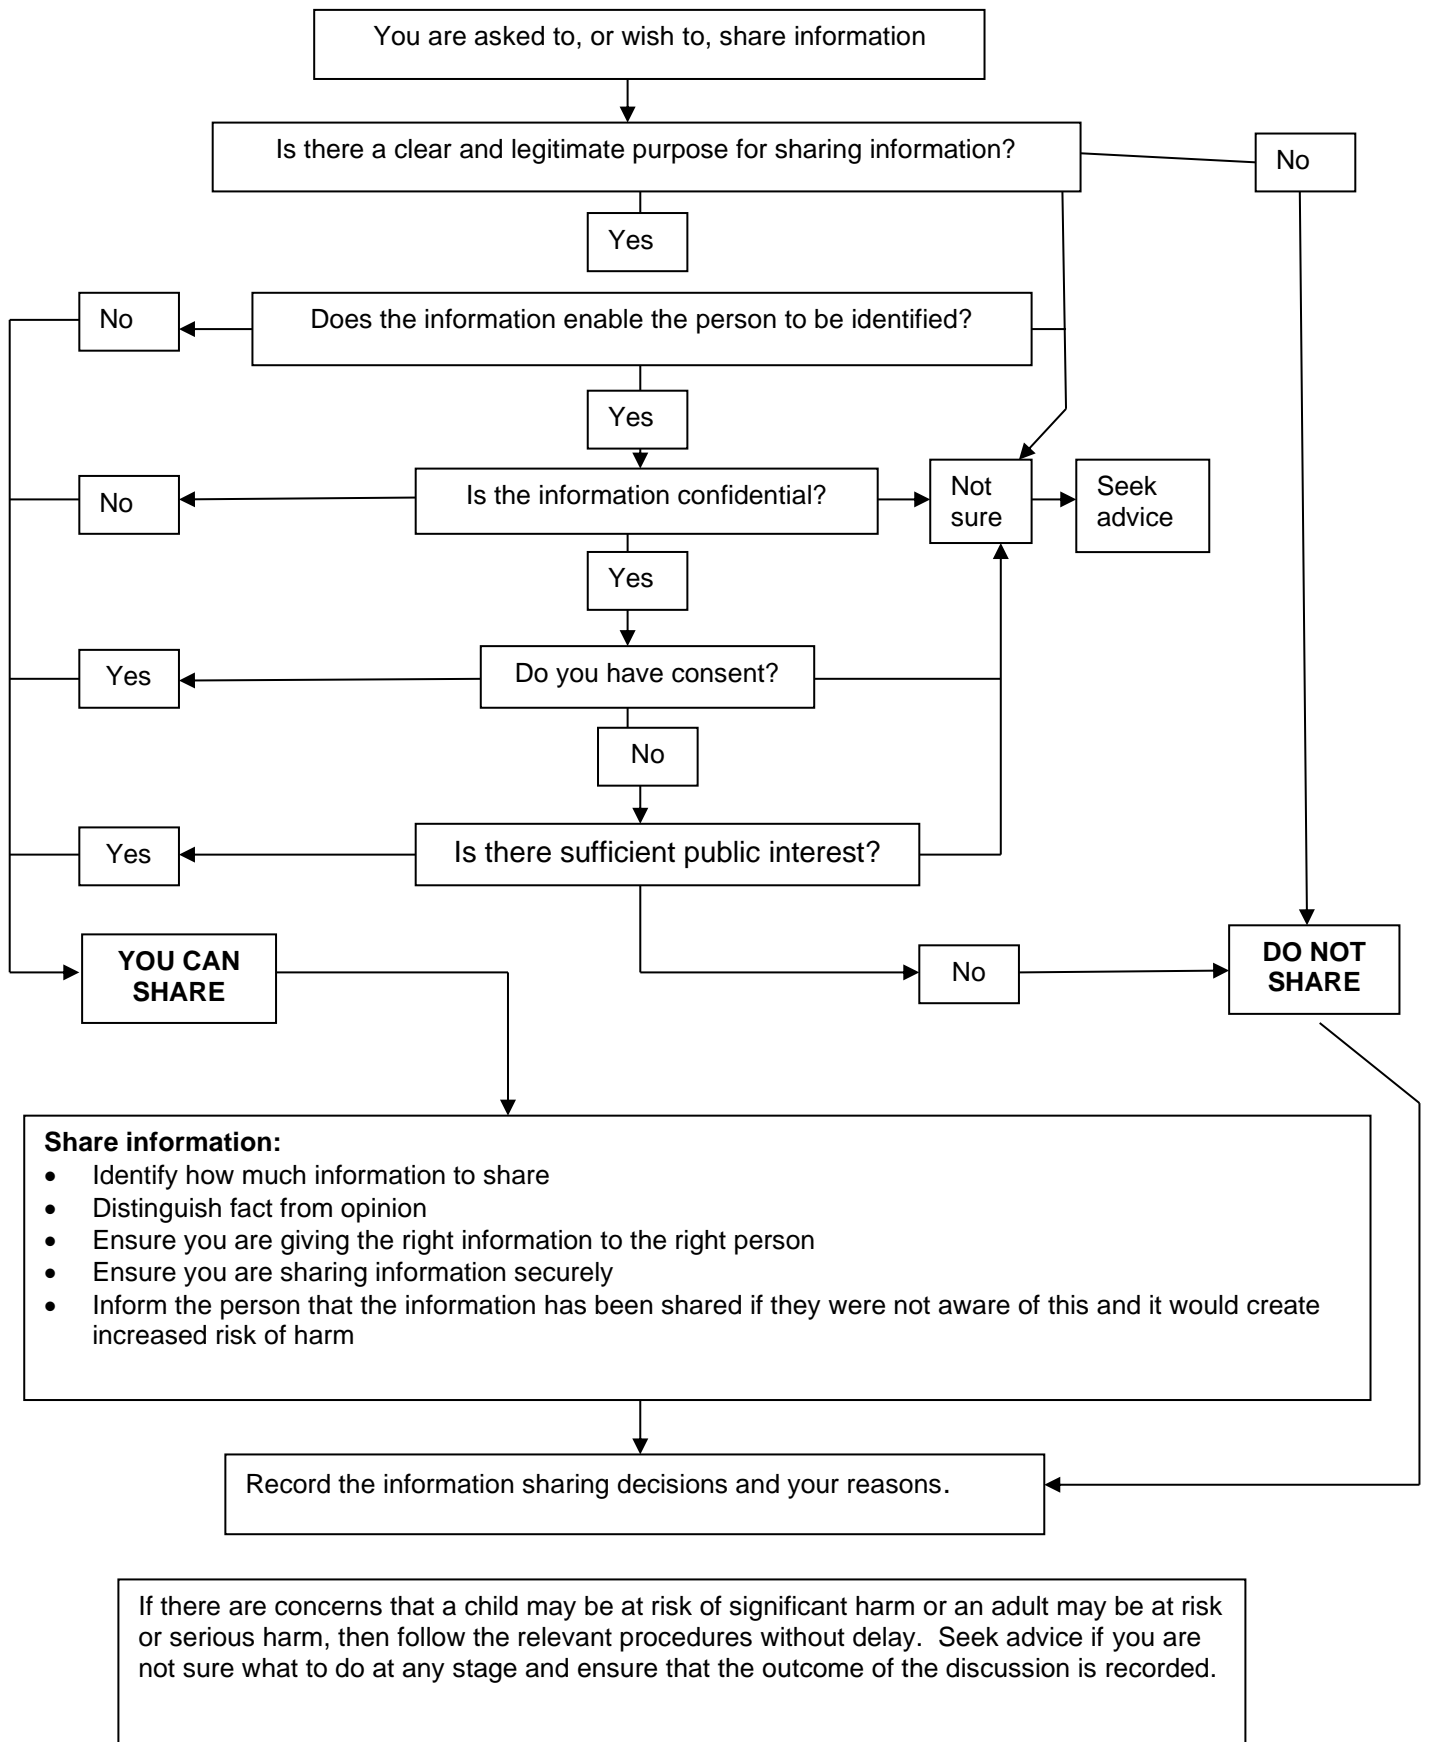 You are asked to, or wish to, share information
Is there a clear and legitimate purpose for sharing information?
No
Yes
No
Does the information enable the person to be identified?
Yes
No
Is the information confidential?
Not
sure
Seek
advice
Yes
Yes
Do you have consent?
No
Yes
Is there sufficient public interest?
YOU CAN
SHARE
No
DO NOT
SHARE
Share information:
• Identify how much information to share
• Distinguish fact from opinion
• Ensure you are giving the right information to the right person
• Ensure you are sharing information securely
• Inform the person that the information has been shared if they were not aware of this and it would create
increased risk of harm
Record the information sharing decisions and your reasons.
If there are concerns that a child may be at risk of significant harm or an adult may be at risk
or serious harm, then follow the relevant procedures without delay.  Seek advice if you are
not sure what to do at any stage and ensure that the outcome of the discussion is recorded.